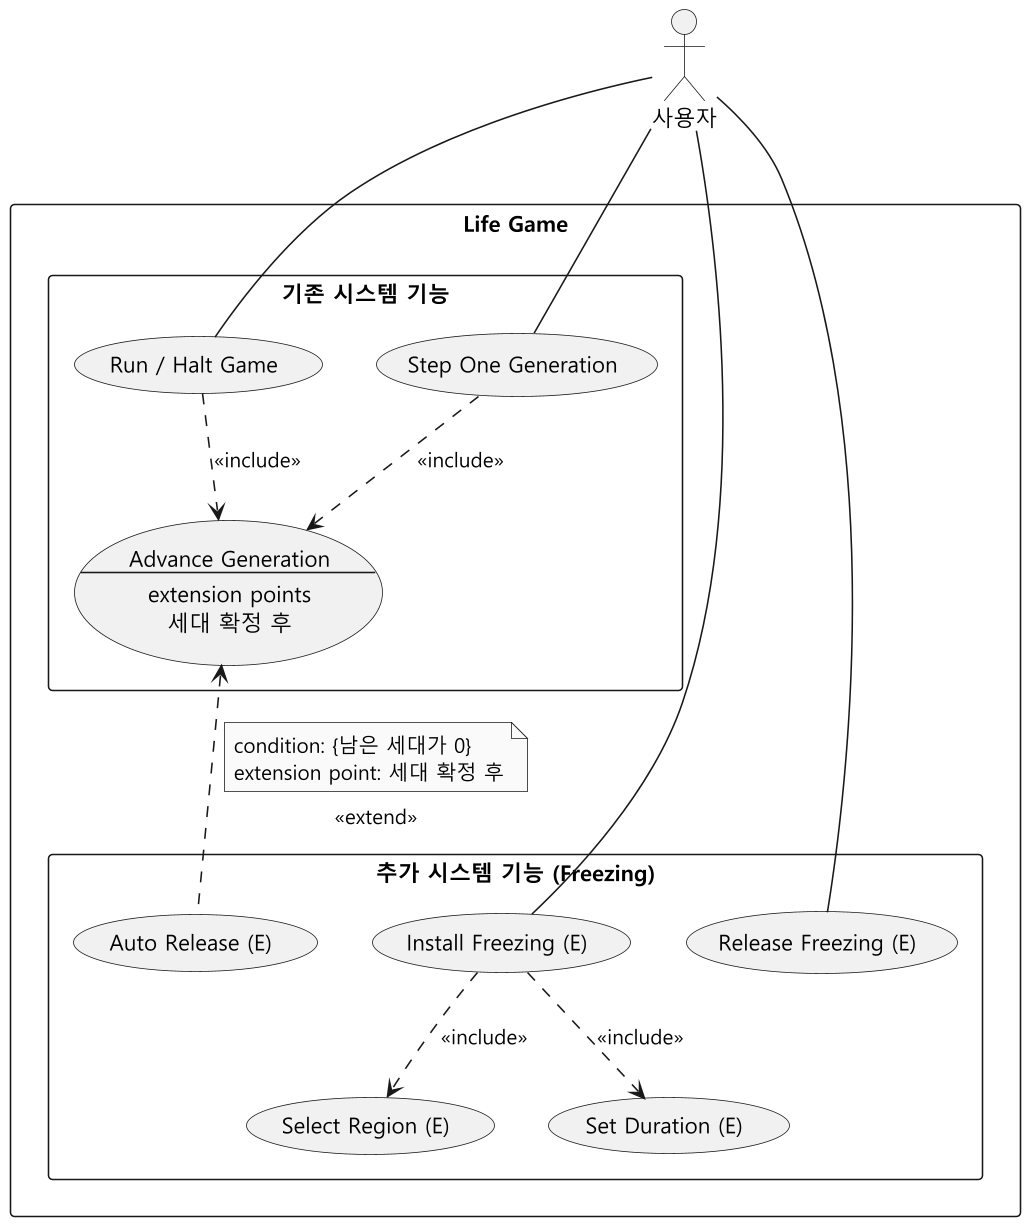 사용자
Life Game
기존 시스템 기능
Run / Halt Game
Step One Generation
«include»
«include»
Advance Generation
extension points
세대 확정 후
condition: {남은 세대가 0}
extension point: 세대 확정 후
«extend»
추가 시스템 기능 (Freezing)
Auto Release (E)
Install Freezing (E)
Release Freezing (E)
«include»
«include»
Select Region (E)
Set Duration (E)